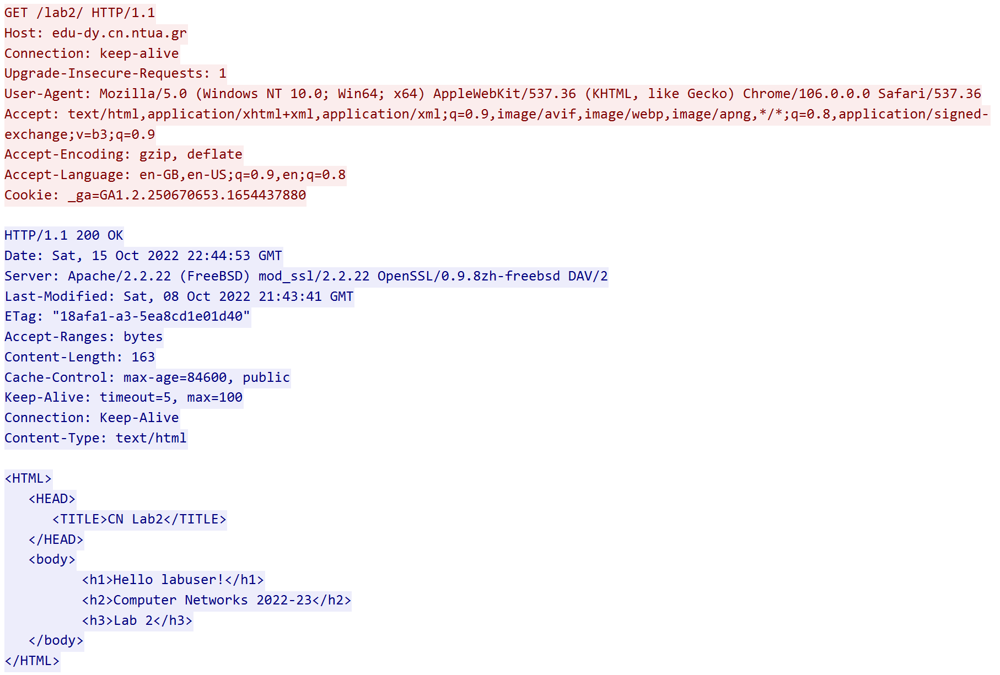 GET /lab2/ HTTP/1.1
Host: edu-dy.cn.ntua.gr
Connection: keep-alive
Upgrade-Insecure-Requests: 1
User-Agent: Mozilla/5.0 (Windows NT 10.0; Win64; x64) AppleWebKit/537.36 (KHTML, like Gecko) Chrome/106.0.0.0 Safari/537.36
Accept: text/html,application/xhtml+xml,application/xml;q=0.9,image/avif,image/webp,image/apng,*/*;q=0.8,application/signed-
exchange;v=b3;q=0.9
Accept-Encoding: gzip, deflate
Accept-Language: en-GB,en-US;q=0.9,en;q=0.8
Cookie: _ga=GA1.2.250670653.1654437880

HTTP/1.1 200 OK
Date: Sat, 15 Oct 2022 22:44:53 GMT
Server: Apache/2.2.22 (FreeBSD) mod_ssl/2.2.22 OpenSSL/0.9.8zh-freebsd DAV/2
Last-Modified: Sat, 08 Oct 2022 21:43:41 GMT
ETag: "18afa1-a3-5ea8cd1e01d40"
Accept-Ranges: bytes
Content-Length: 163
Cache-Control: max-age=84600, public
Keep-Alive: timeout=5, max=100
Connection: Keep-Alive
Content-Type: text/html

<HTML>
   <HEAD>
      <TITLE>CN Lab2</TITLE>
   </HEAD>
   <body>
          <h1>Hello labuser!</h1>
          <h2>Computer Networks 2022-23</h2>
          <h3>Lab 2</h3>
   </body>
</HTML>